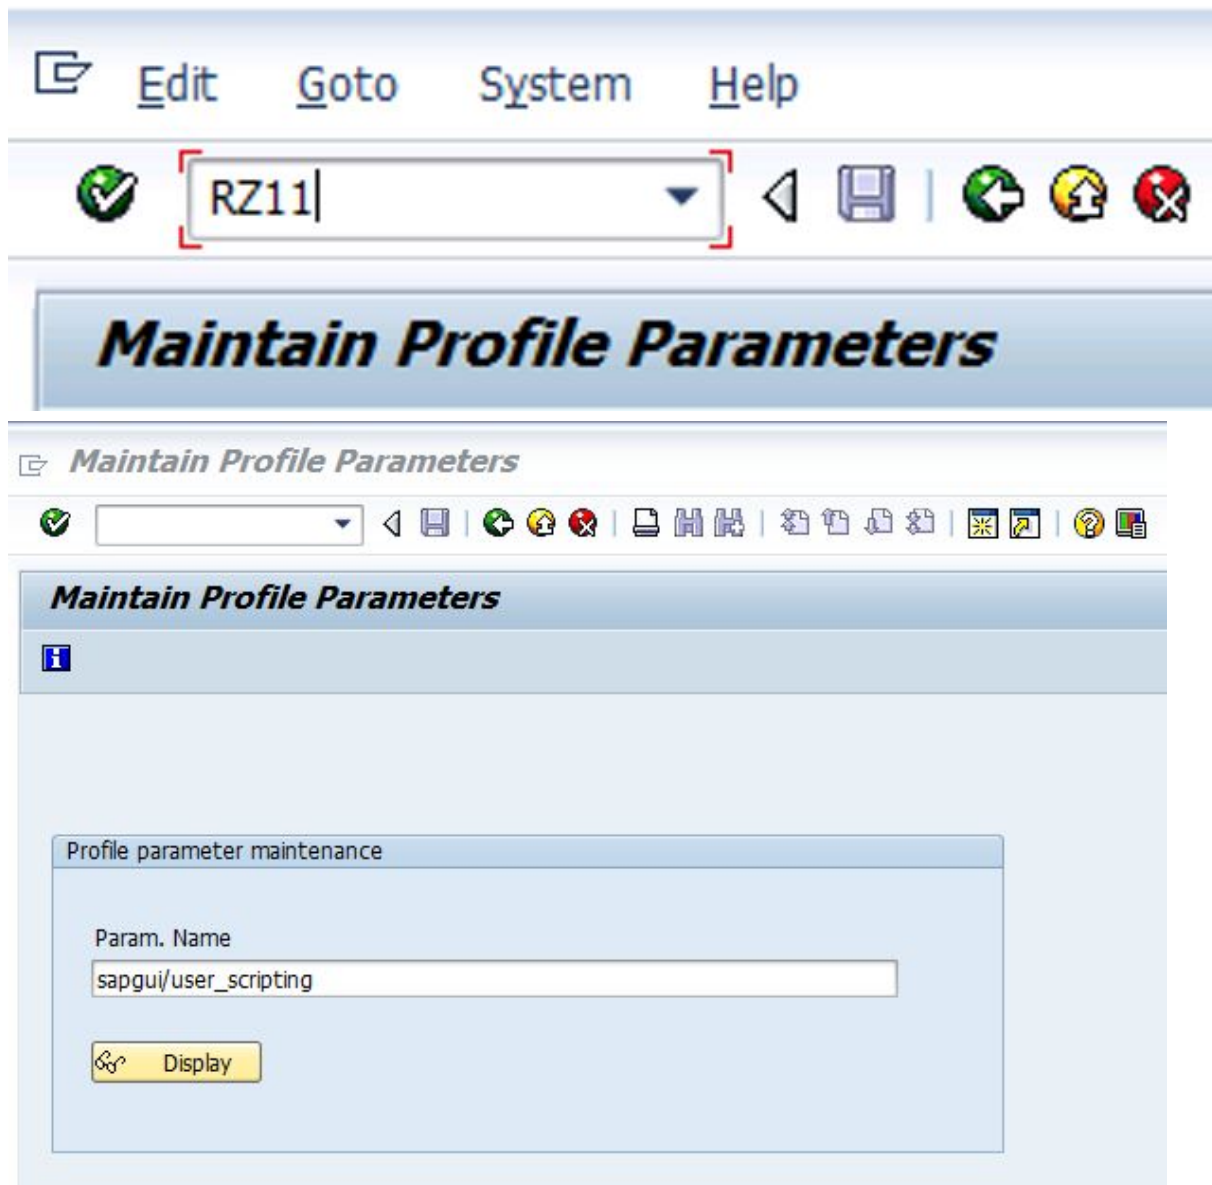 Edit Goto System Help
RZ11
Maintain Profile Parameters
Maintain Profile Parameters
Maintain Profile Parameters
Profile parameter maintenance
Param. Name
sapgui/user_scripting
Display